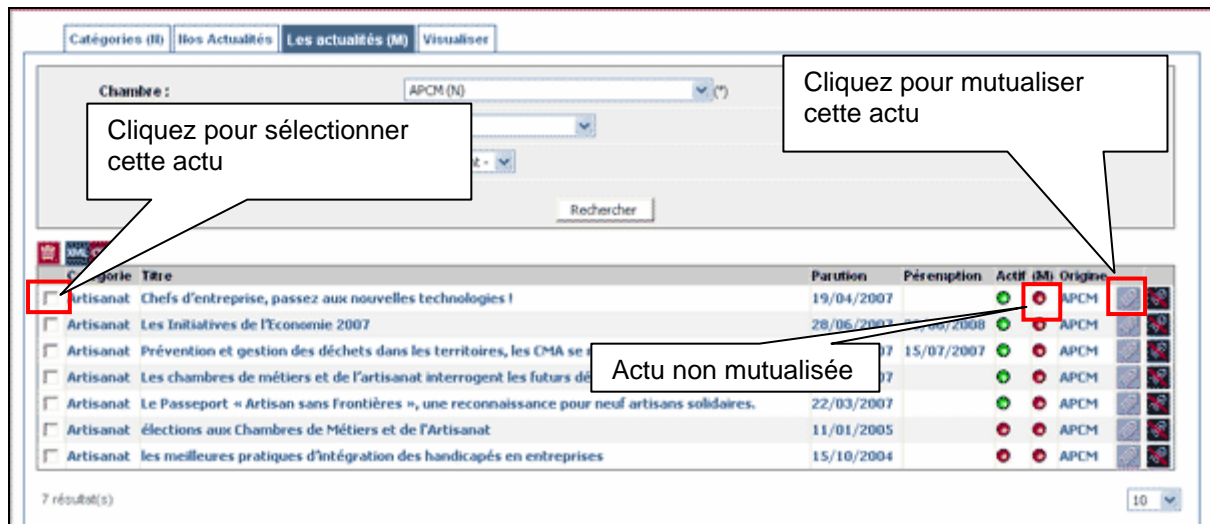 Catégories (N) Nos Actualités Les actualités (M) Visualiser
Chambre : APCM (N) (*)
Cliquez pour mutualiser
cette actu
Cliquez pour sélectionner
cette actu
Rechercher
XML
Titre Parution Péremption Actif (M) Origine
Artisanat Chefs d'entreprise, passez aux nouvelles technologies ! 19/04/2007 APCM
Artisanat Les Initiatives de l'Economie 2007 28/06/2007 APCM
Artisanat Prévention et gestion des déchets dans les territoires, les CMA se 15/07/2007 APCM
Actu non mutualisée
Artisanat Les chambres de métiers et de l'artisanat interrogent les futurs APCM
Artisanat Le Passeport « Artisan sans Frontières », une reconnaissance pour neuf artisans solidaires. 22/03/2007 APCM
Artisanat élections aux Chambres de Métiers et de l'Artisanat 11/01/2005 APCM
Artisanat les meilleures pratiques d'intégration des handicapés en entreprises 15/10/2004 APCM
7 résultat(s) 10